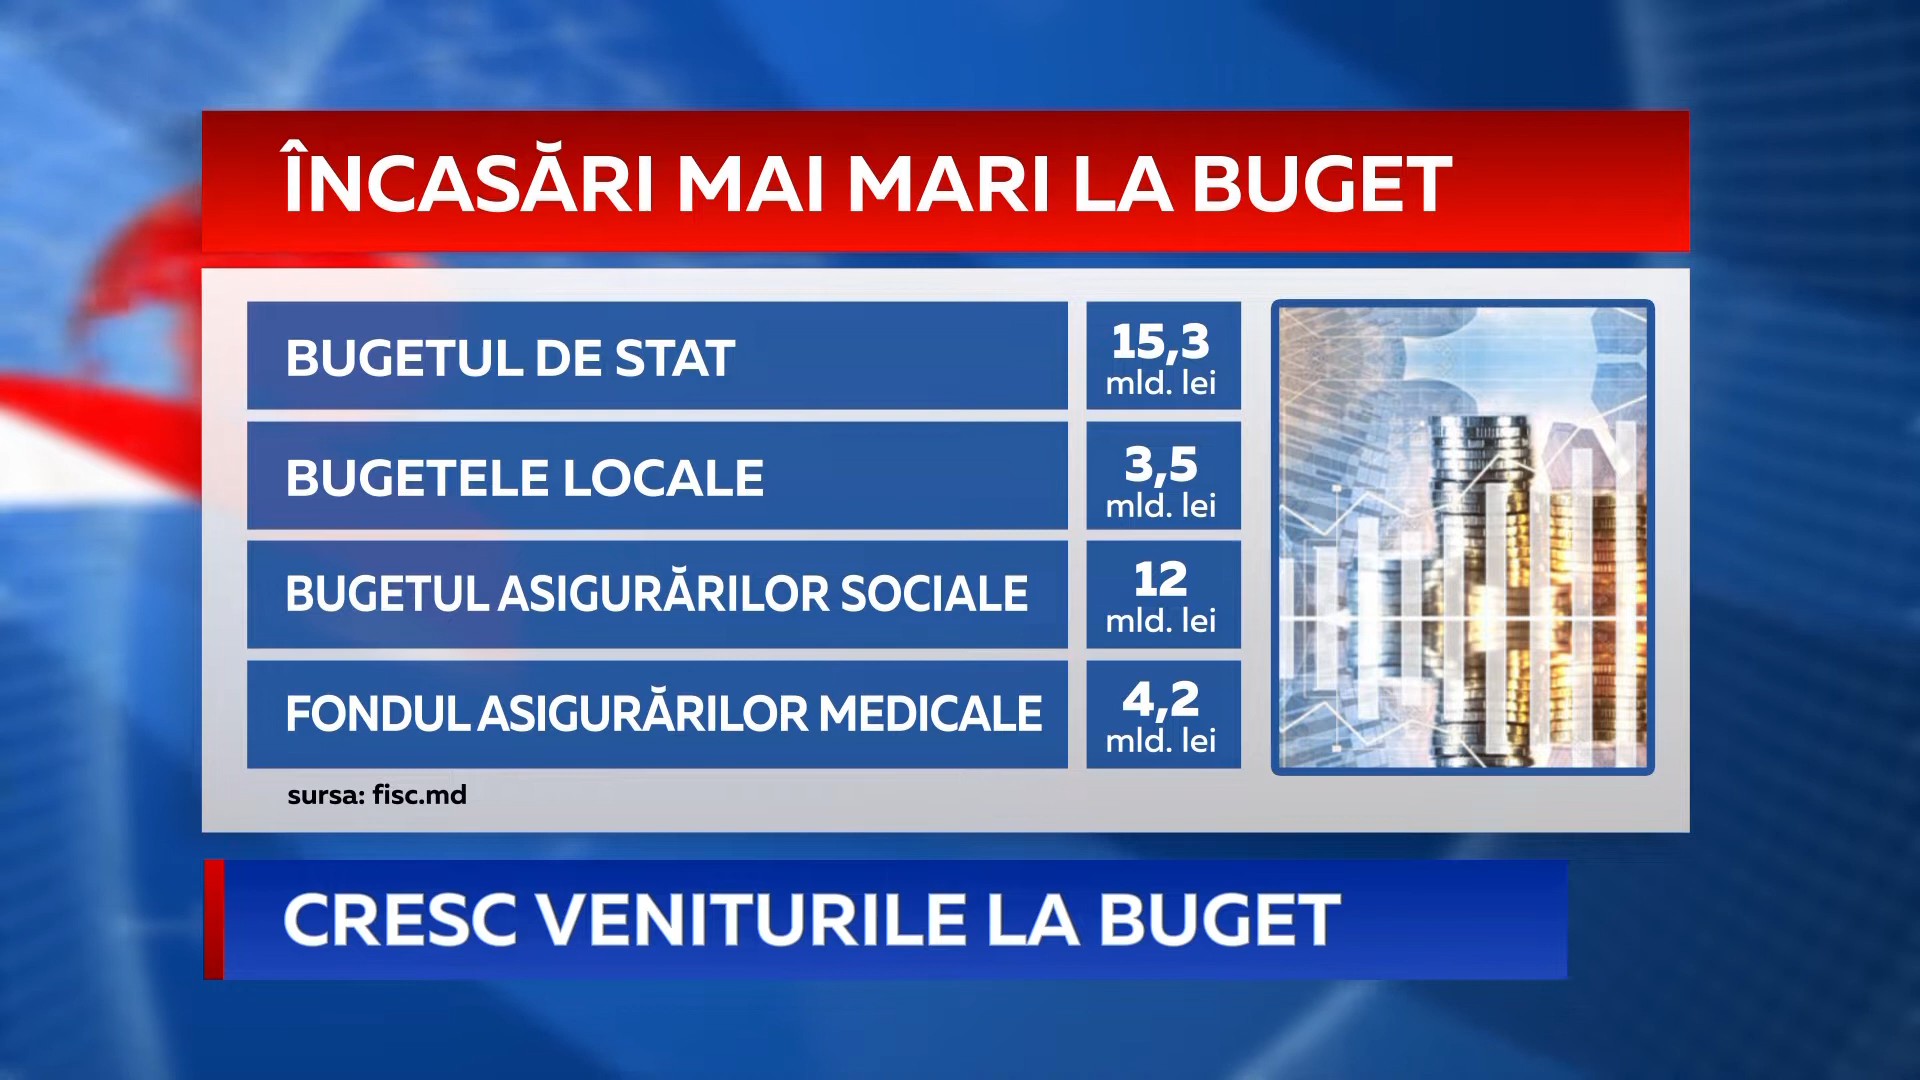 ÎNCASĂRI MAI MARI LA BUGET
BUGETUL DE STAT
15,3
mld. lei
BUGETELE LOCALE
3,5
mld. lei
BUGETUL ASIGURĂRILOR SOCIALE
12
mld. lei
FONDUL ASIGURĂRILOR MEDICALE
4,2
mld. lei
sursa: fisc.md
CRESC VENITURILE LA BUGET